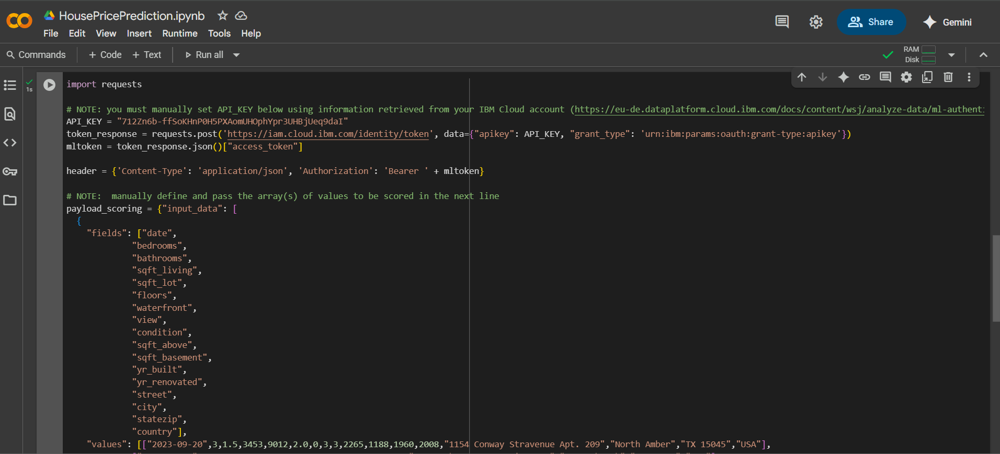 HousePricePrediction.ipynb
File Edit View Insert Runtime Tools Help
Share
Gemini
Commands + Code + Text Run all
RAM
Disk
1s
import requests
# NOTE: you must manually set API_KEY below using information retrieved from your IBM Cloud account (https://eu-de.dataplatform.cloud.ibm.com/docs/content/wsj/analyze-data/ml-authenti
API_KEY = "712Zn6b-ffSoKHnP0H5PXAomUHOphYpr3UHBjUeq9daI"
token_response = requests.post('https://iam.cloud.ibm.com/identity/token', data={"apikey": API_KEY, "grant_type": 'urn:ibm:params:oauth:grant-type:apikey'})
mltoken = token_response.json()["access_token"]
header = {'Content-Type': 'application/json', 'Authorization': 'Bearer ' + mltoken}
# NOTE:  manually define and pass the array(s) of values to be scored in the next line
payload_scoring = {"input_data": [
{
"fields": ["date",
"bedrooms",
"bathrooms",
"sqft_living",
"sqft_lot",
"floors",
"waterfront",
"view",
"condition",
"sqft_above",
"sqft_basement",
"yr_built",
"yr_renovated",
"street",
"city",
"statezip",
"country"],
"values": [["2023-09-20",3,1.5,3453,9012,2.0,0,3,3,2265,1188,1960,2008,"1154 Conway Stravenue Apt. 209","North Amber","TX 15045","USA"],